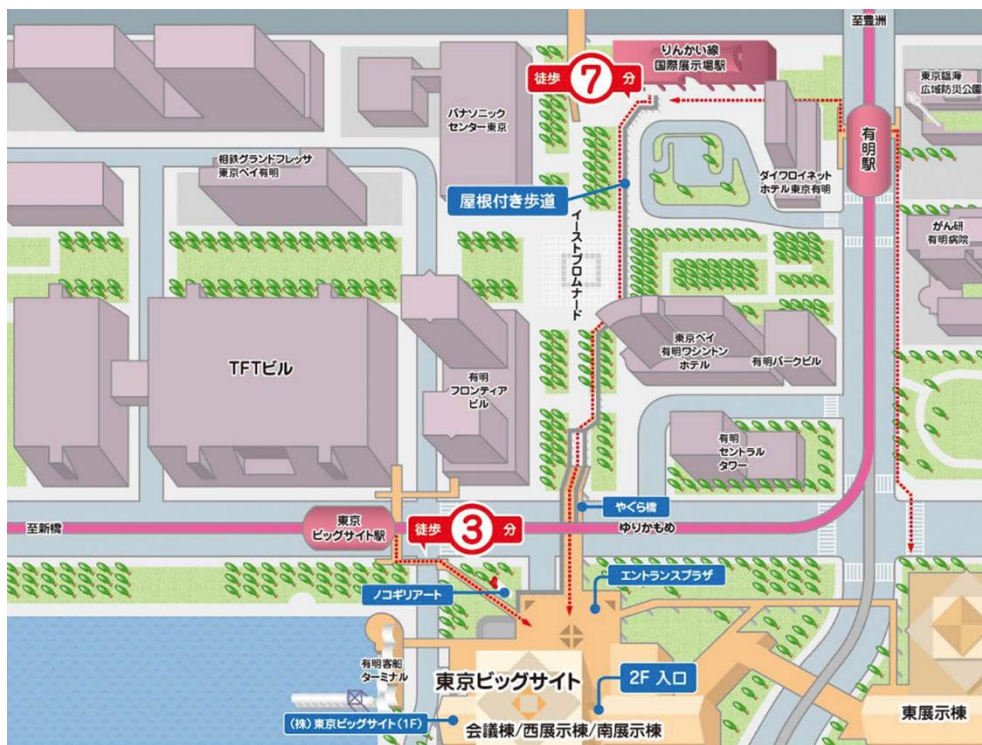 至豊洲
りんかい線
国際展示場駅
徒歩 7 分
東京臨海
広域防災公園
パナソニック
センター東京
有明駅
相鉄グランドフレッサ
東京ベイ有明
ダイワロイネット
ホテル東京有明
屋根付き歩道
イーストプロムナード
がん研
有明病院
東京ベイ
有明ワシントン
ホテル
有明パークビル
TFTビル
有明
フロンティア
ビル
有明
セントラル
タワー
やぐら橋
至新橋
東京
ビッグサイト駅
徒歩 3 分
ゆりかもめ
エントランスプラザ
ノコギリアート
有明客船
ターミナル
東京ビッグサイト
2F 入口
東展示棟
(株)東京ビッグサイト(1F)
会議棟/西展示棟/南展示棟